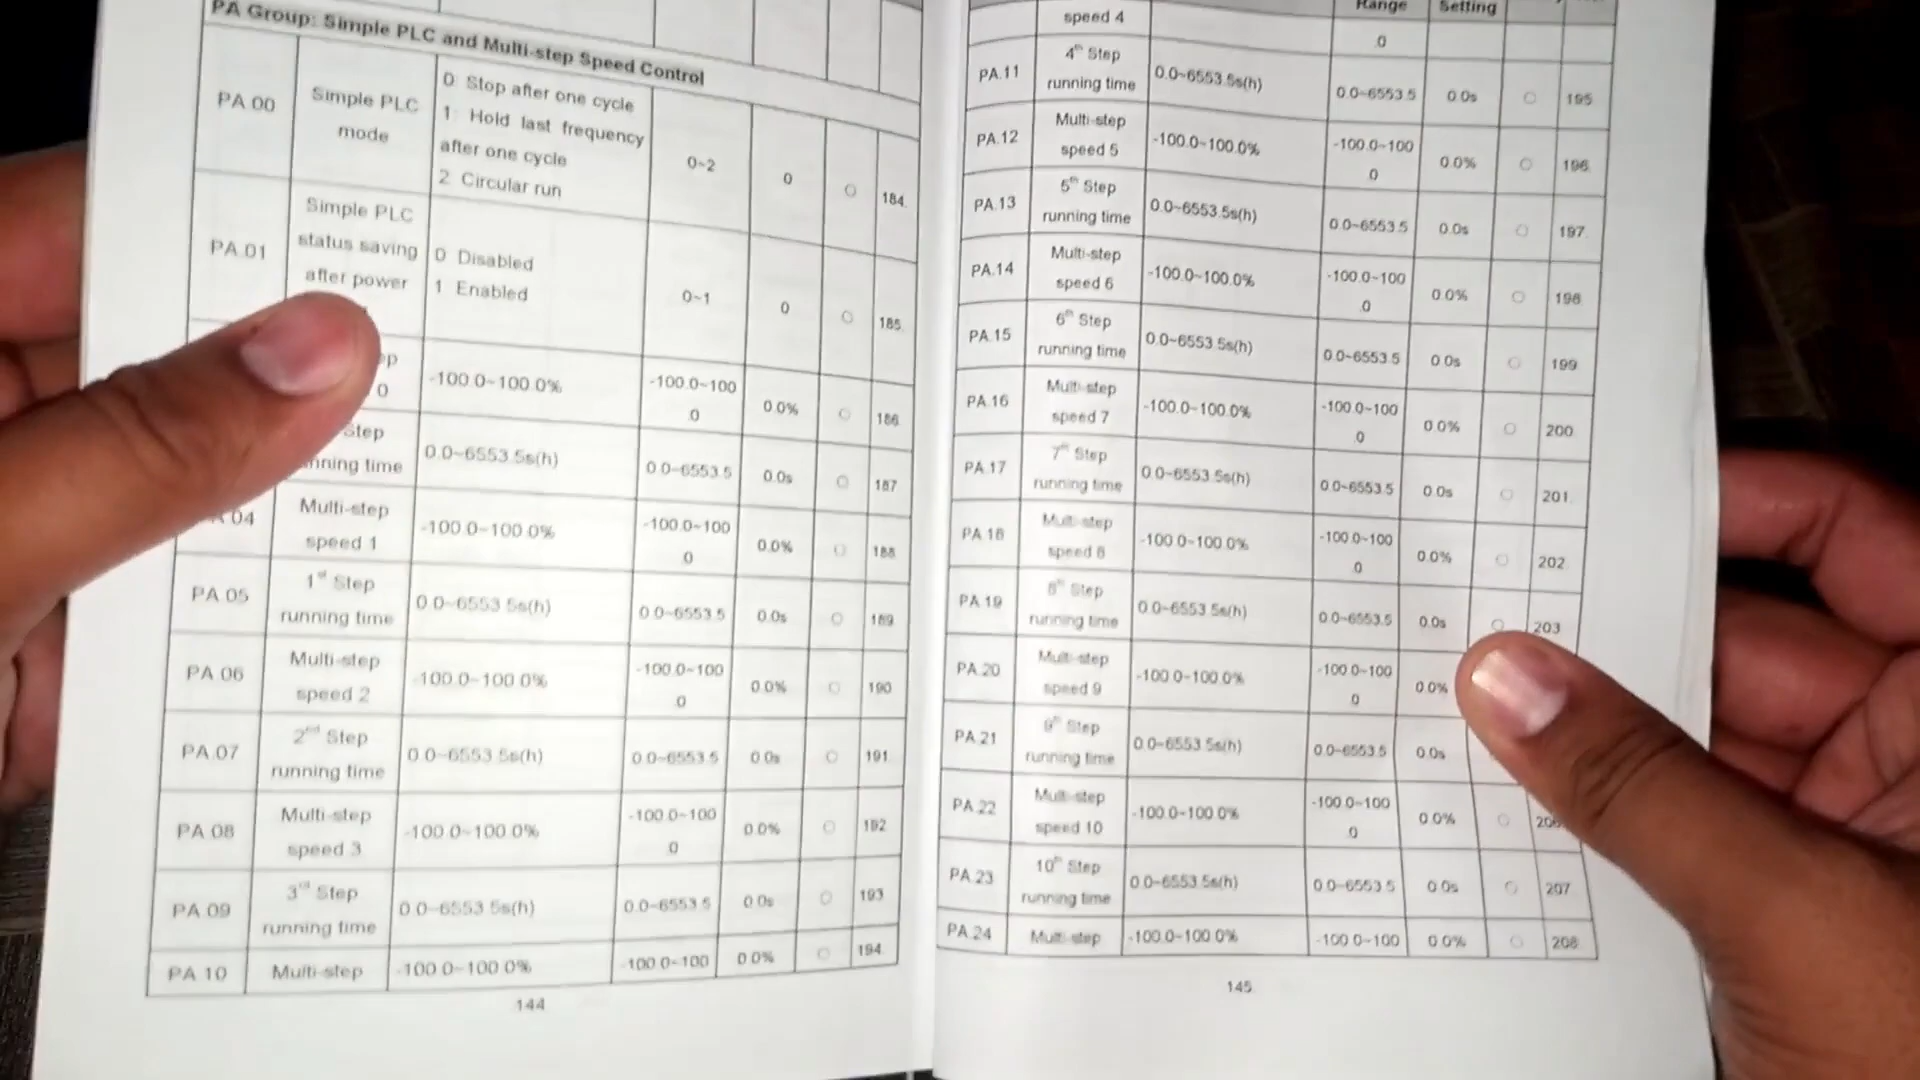 PA Group: Simple PLC and Multi-step Speed Control
PA 00
Simple PLC
mode
0 Stop after one cycle
1 Hold last frequency
after one cycle
2 Circular run
0~2
0
○
184.
PA 01
Simple PLC
status saving
after power
0 Disabled
1 Enabled
0~1
0
○
185.
0
-100.0~100.0%
-100.0~100
0
0.0%
○
186
Step
running time
0.0~6553.5s(h)
0.0~6553.5
0.0s
○
187
04
Multi-step
speed 1
-100.0~100.0%
-100.0~100
0
0.0%
○
188
PA 05
1st Step
running time
0.0~6553.5s(h)
0.0~6553.5
0.0s
○
189
PA 06
Multi-step
speed 2
-100.0~100.0%
-100.0~100
0
0.0%
○
190
PA.07
2nd Step
running time
0.0~6553.5s(h)
0.0~6553.5
0.0s
○
191
PA 08
Multi-step
speed 3
-100.0~100.0%
-100.0~100
0
0.0%
○
192
PA 09
3rd Step
running time
0.0~6553.5s(h)
0.0~6553.5
0.0s
○
193
PA 10
Multi-step
-100.0~100.0%
-100.0~100
0.0%
○
194
144
Range
Setting
speed 4
.0
PA.11
4th Step
running time
0.0~6553.5s(h)
0.0~6553.5
0.0s
○
195
PA.12
Multi-step
speed 5
-100.0~100.0%
-100.0~100
0
0.0%
○
196
PA.13
5th Step
running time
0.0~6553.5s(h)
0.0~6553.5
0.0s
○
197.
PA.14
Multi-step
speed 6
-100.0~100.0%
-100.0~100
.0
0.0%
○
198
PA.15
6th Step
running time
0.0~6553.5s(h)
0.0~6553.5
0.0s
○
199
PA.16
Multi-step
speed 7
-100.0~100.0%
-100.0~100
.0
0.0%
○
200
PA.17
7th Step
running time
0.0~6553.5s(h)
0.0~6553.5
0.0s
○
201.
PA 18
Multi-step
speed 8
-100.0~100.0%
-100.0~100
.0
0.0%
○
202
PA 19
8th Step
running time
0.0~6553.5s(h)
0.0~6553.5
0.0s
○
203
PA.20
Multi-step
speed 9
-100.0~100.0%
-100.0~100
0
0.0%
PA.21
9th Step
running time
0.0~6553.5s(h)
0.0~6553.5
0.0s
PA.22
Multi-step
speed 10
-100.0~100.0%
-100.0~100
.0
0.0%
○
206
PA.23
10th Step
running time
0.0~6553.5s(h)
0.0~6553.5
0.0s
○
207
PA.24
Multi-step
-100.0~100.0%
-100.0~100
0.0%
○
208
145